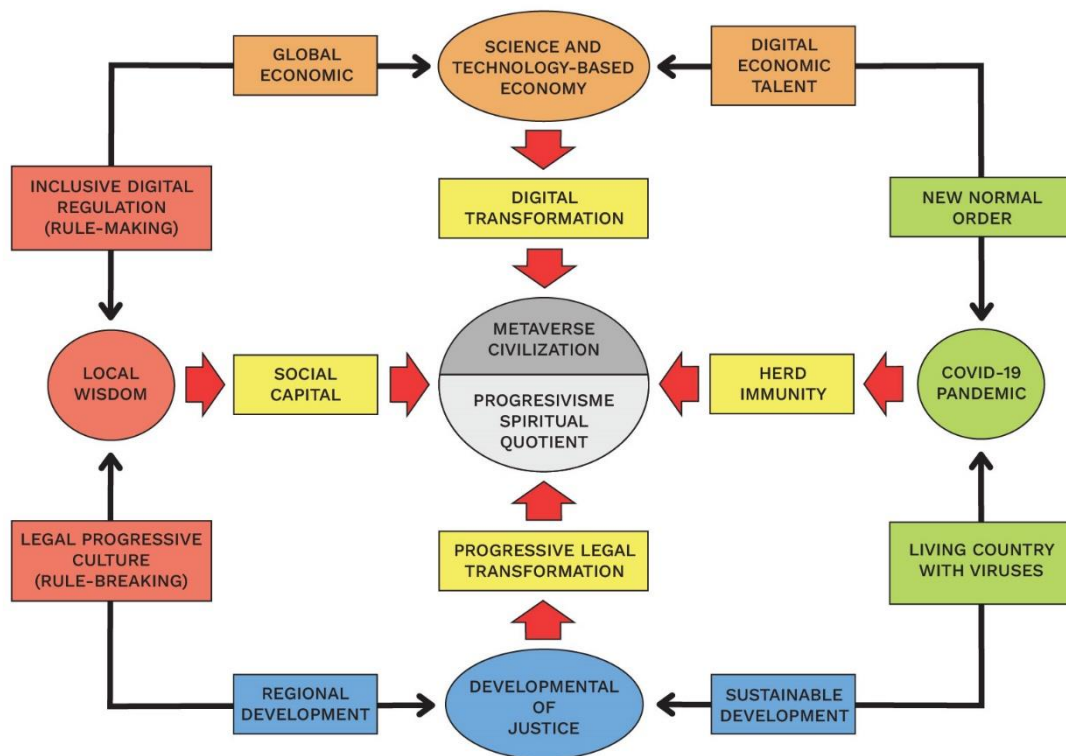 GLOBAL
ECONOMIC
SCIENCE AND
TECHNOLOGY-BASED
ECONOMY
DIGITAL
ECONOMIC
TALENT
INCLUSIVE DIGITAL
REGULATION
(RULE-MAKING)
DIGITAL
TRANSFORMATION
NEW NORMAL
ORDER
LOCAL
WISDOM
SOCIAL
CAPITAL
METAVERSE
CIVILIZATION
PROGRESIVISME
SPIRITUAL
QUOTIENT
HERD
IMMUNITY
COVID-19
PANDEMIC
LEGAL PROGRESSIVE
CULTURE
(RULE-BREAKING)
PROGRESSIVE LEGAL
TRANSFORMATION
LIVING COUNTRY
WITH VIRUSES
REGIONAL
DEVELOPMENT
DEVELOPMENTAL
OF
JUSTICE
SUSTAINABLE
DEVELOPMENT